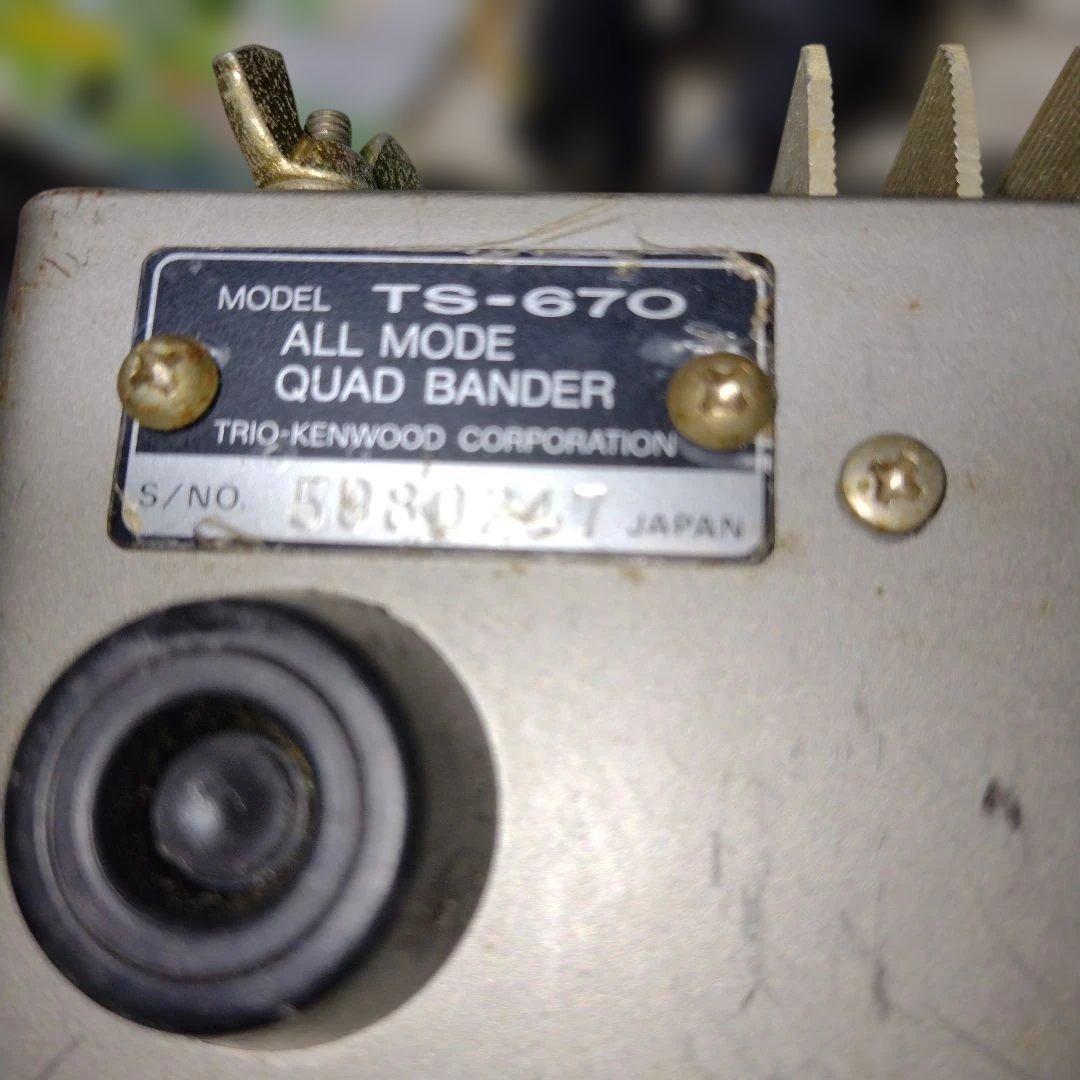 MODEL TS-670
ALL MODE
QUAD BANDER
TRIO-KENWOOD CORPORATION
S/NO. JAPAN